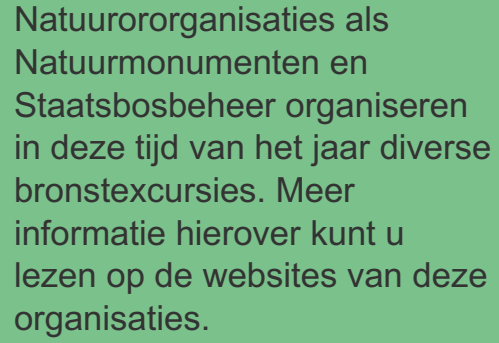 Natuurororganisaties als
Natuurmonumenten en
Staatsbosbeheer organiseren
in deze tijd van het jaar diverse
bronstexcursies. Meer
informatie hierover kunt u
lezen op de websites van deze
organisaties.